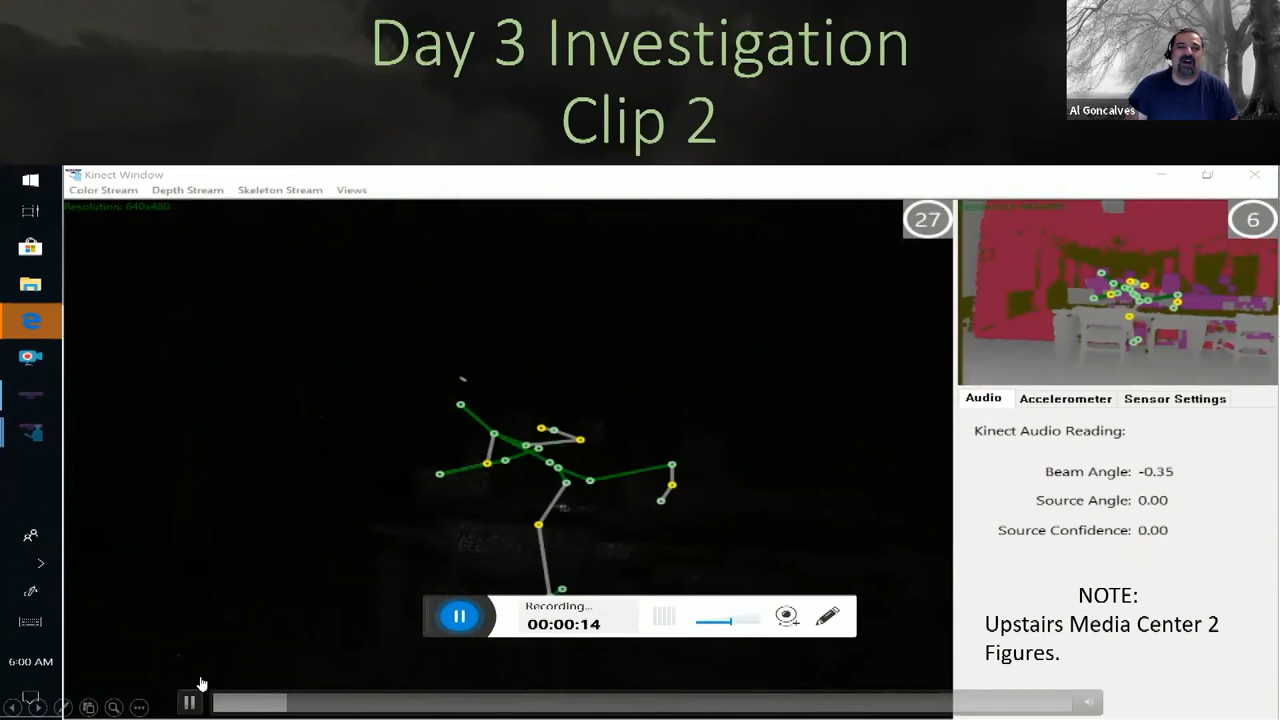 Day 3 Investigation
Clip 2
Al Goncalves
Kinect Window
Color Stream Depth Stream Skeleton Stream Views
Resolution: 640x480
27
6
Audio Accelerometer Sensor Settings
Kinect Audio Reading:
Beam Angle: -0.35
Source Angle: 0.00
Source Confidence: 0.00
NOTE:
Upstairs Media Center 2
Figures.
Recording...
00:00:14
6:00 AM